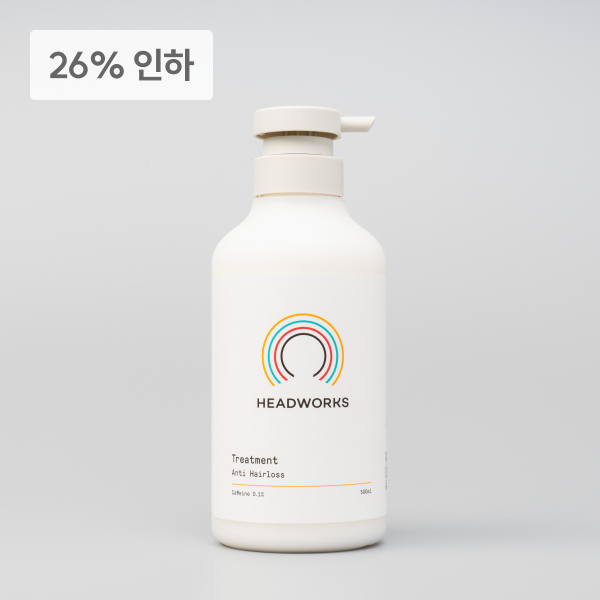 26% 인하
HEADWORKS
Treatment
Anti Hairloss
Caffeine 0.1%
500ml